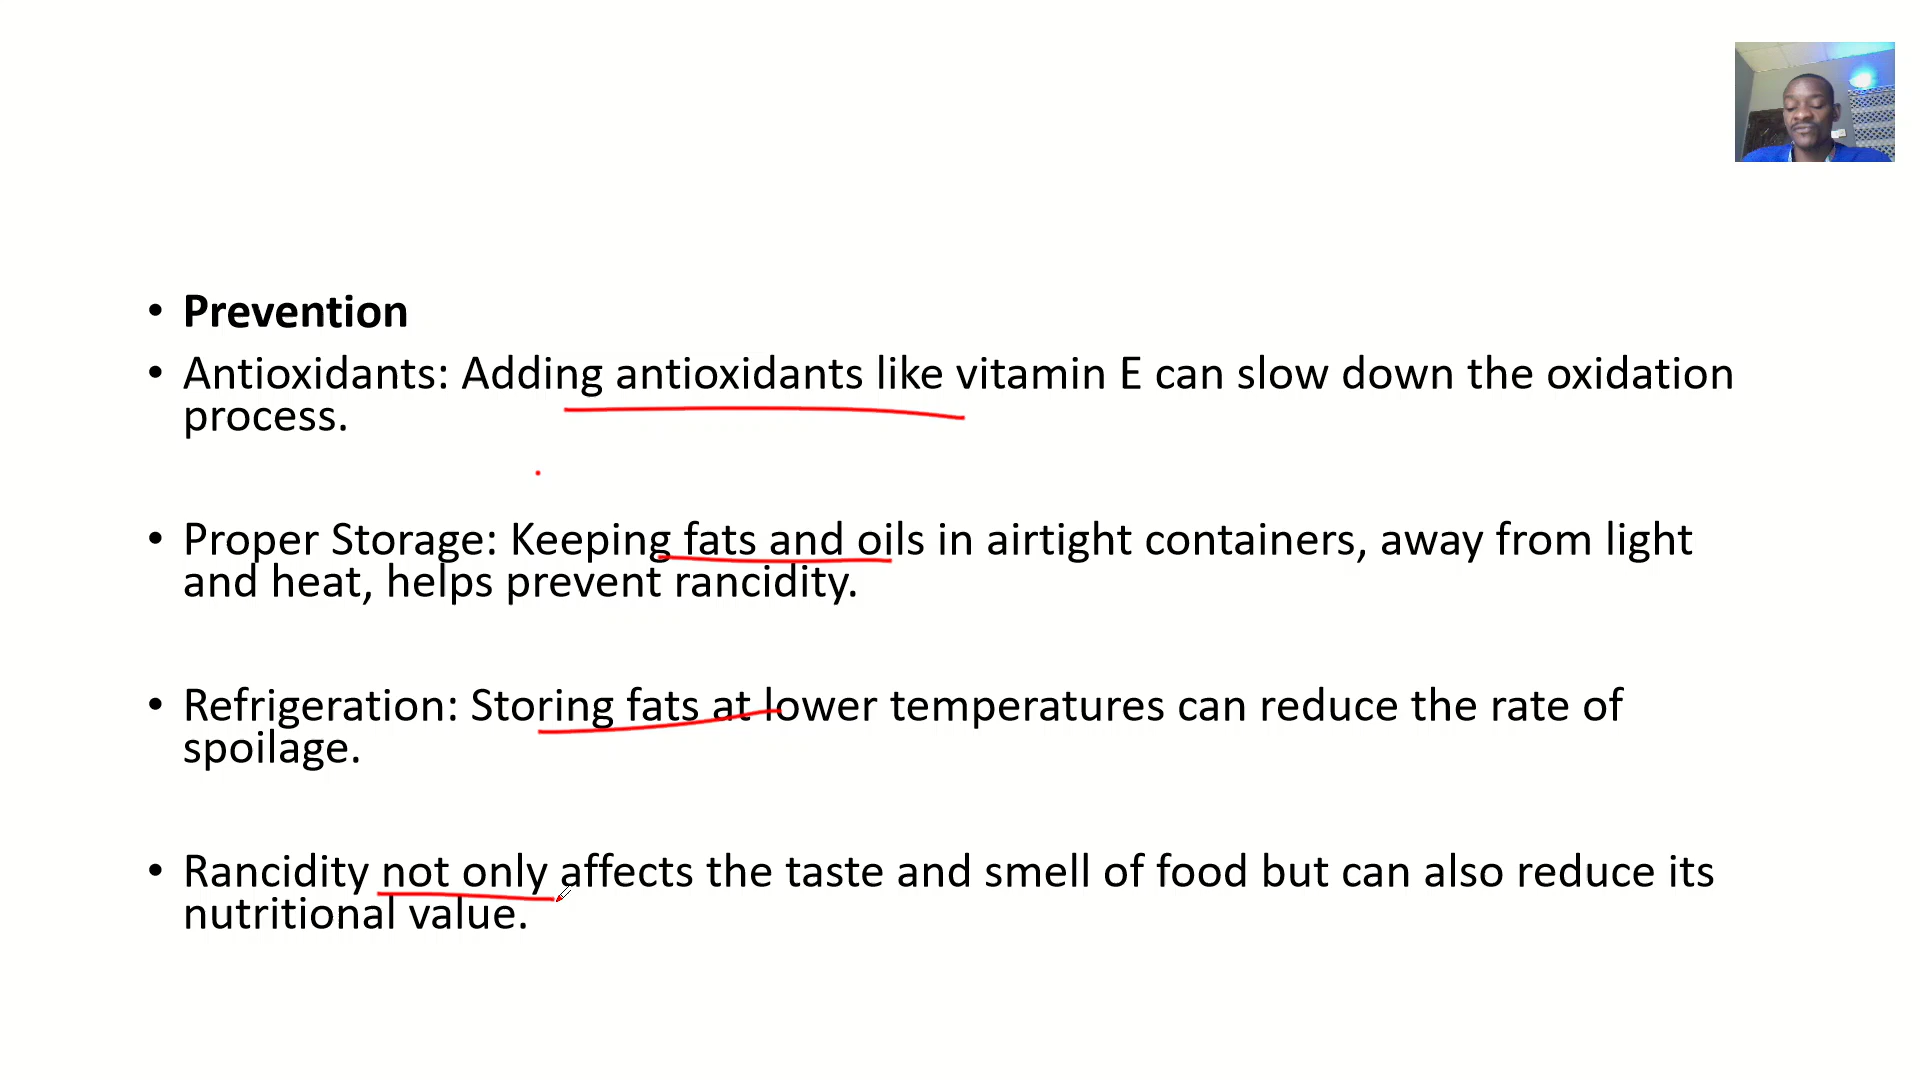 • Prevention
• Antioxidants: Adding antioxidants like vitamin E can slow down the oxidation
process.
• Proper Storage: Keeping fats and oils in airtight containers, away from light
and heat, helps prevent rancidity.
• Refrigeration: Storing fats at lower temperatures can reduce the rate of
spoilage.
• Rancidity not only affects the taste and smell of food but can also reduce its
nutritional value.